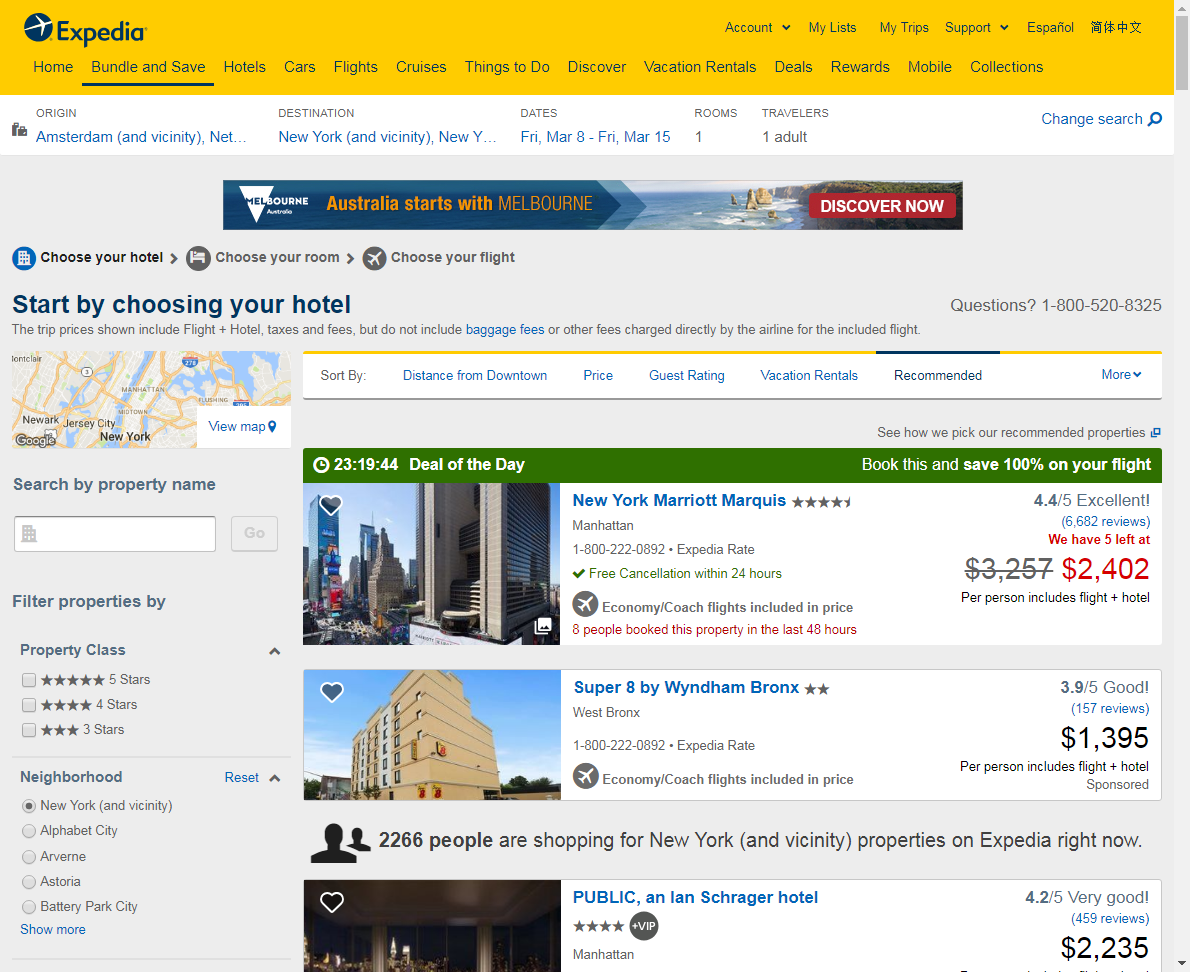 Expedia
Account My Lists My Trips Support Español 简体中文
Home Bundle and Save Hotels Cars Flights Cruises Things to Do Discover Vacation Rentals Deals Rewards Mobile Collections
ORIGIN DESTINATION DATES ROOMS TRAVELERS
Amsterdam (and vicinity), Net... New York (and vicinity), New Y... Fri, Mar 8 - Fri, Mar 15 1 1 adult
Change search
MELBOURNE
Australia
Australia starts with MELBOURNE
DISCOVER NOW
Choose your hotel Choose your room Choose your flight
Start by choosing your hotel
Questions? 1-800-520-8325
The trip prices shown include Flight + Hotel, taxes and fees, but do not include baggage fees or other fees charged directly by the airline for the included flight.
ontclair
278
3
MANHATTAN
FLUSHING
MIDTOWN
Newark
Jersey City
New York
Google
View map
Sort By: Distance from Downtown Price Guest Rating Vacation Rentals Recommended More
See how we pick our recommended properties
Search by property name
Go
Filter properties by
Property Class
5 Stars
4 Stars
3 Stars
Neighborhood Reset
New York (and vicinity)
Alphabet City
Arverne
Astoria
Battery Park City
Show more
23:19:44 Deal of the Day
Book this and save 100% on your flight
New York Marriott Marquis
Manhattan
1-800-222-0892 • Expedia Rate
Free Cancellation within 24 hours
Economy/Coach flights included in price
8 people booked this property in the last 48 hours
4.4/5 Excellent!
(6,682 reviews)
We have 5 left at
$3,257 $2,402
Per person includes flight + hotel
Super 8 by Wyndham Bronx
West Bronx
1-800-222-0892 • Expedia Rate
Economy/Coach flights included in price
3.9/5 Good!
(157 reviews)
$1,395
Per person includes flight + hotel
Sponsored
2266 people are shopping for New York (and vicinity) properties on Expedia right now.
PUBLIC, an Ian Schrager hotel
+VIP
Manhattan
4.2/5 Very good!
(459 reviews)
$2,235